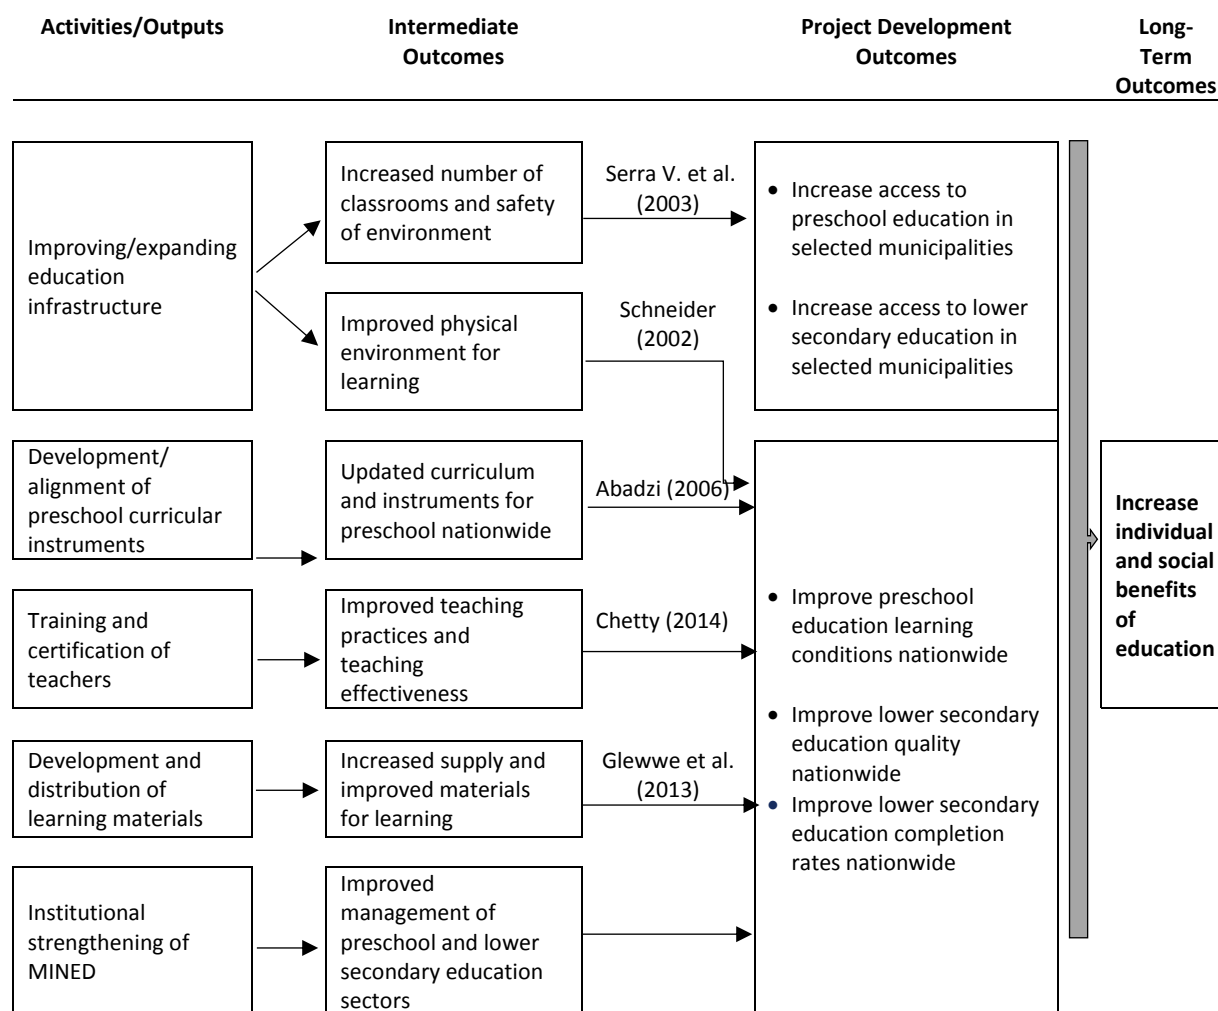 Activities/Outputs
Intermediate
Outcomes
Project Development
Outcomes
Long-
Term
Outcomes
Improving/expanding
education
infrastructure
Increased number of
classrooms and safety
of environment
Serra V. et al.
(2003)
• Increase access to
preschool education in
selected municipalities
Improved physical
environment for
learning
Schneider
(2002)
• Increase access to lower
secondary education in
selected municipalities
Development/
alignment of
preschool curricular
instruments
Updated curriculum
and instruments for
preschool nationwide
Abadzi (2006)
Training and
certification of
teachers
Improved teaching
practices and
teaching
effectiveness
Chetty (2014)
• Improve preschool
education learning
conditions nationwide
• Improve lower secondary
education quality
nationwide
• Improve lower secondary
education completion
rates nationwide
Development and
distribution of
learning materials
Increased supply and
improved materials
for learning
Glewwe et al.
(2013)
Institutional
strengthening of
MINED
Improved
management of
preschool and lower
secondary education
sectors
Increase
individual
and social
benefits
of
education